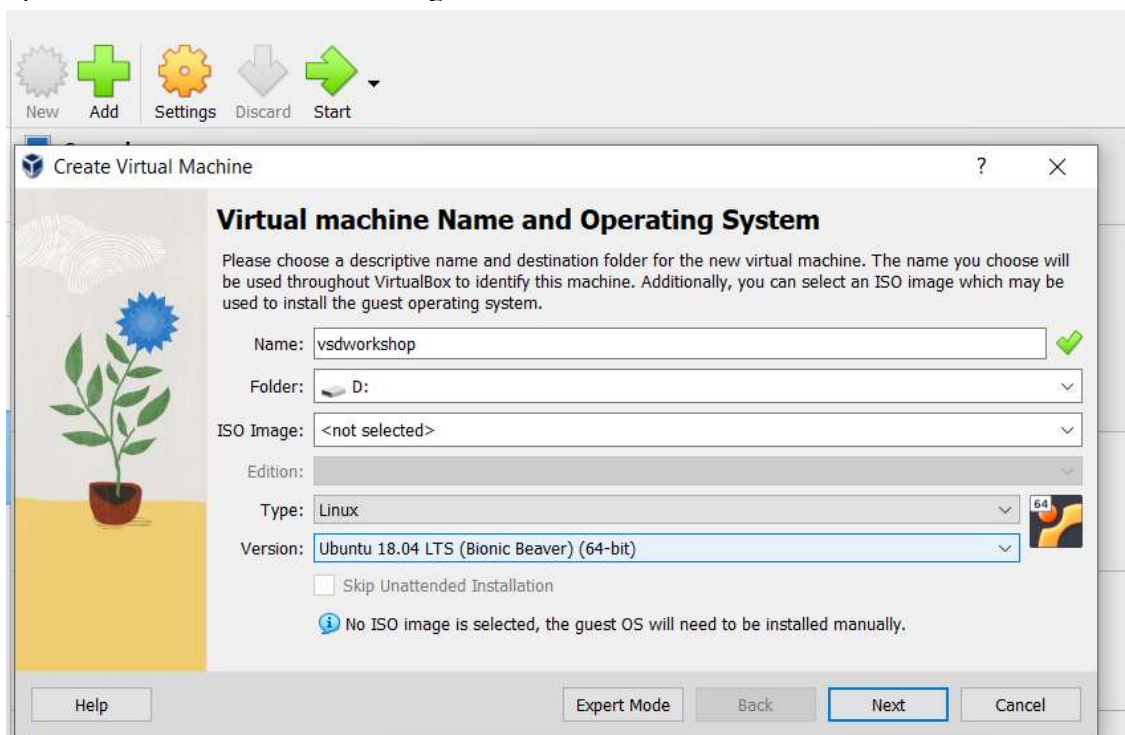 New Add Settings Discard Start
Create Virtual Machine ?
Virtual machine Name and Operating System
Please choose a descriptive name and destination folder for the new virtual machine. The name you choose will
be used throughout VirtualBox to identify this machine. Additionally, you can select an ISO image which may be
used to install the guest operating system.
Name: vsdworkshop
Folder: D:
ISO Image: <not selected>
Edition:
Type: Linux
64
Version: Ubuntu 18.04 LTS (Bionic Beaver) (64-bit)
Skip Unattended Installation
No ISO image is selected, the guest OS will need to be installed manually.
Help Expert Mode Back Next Cancel